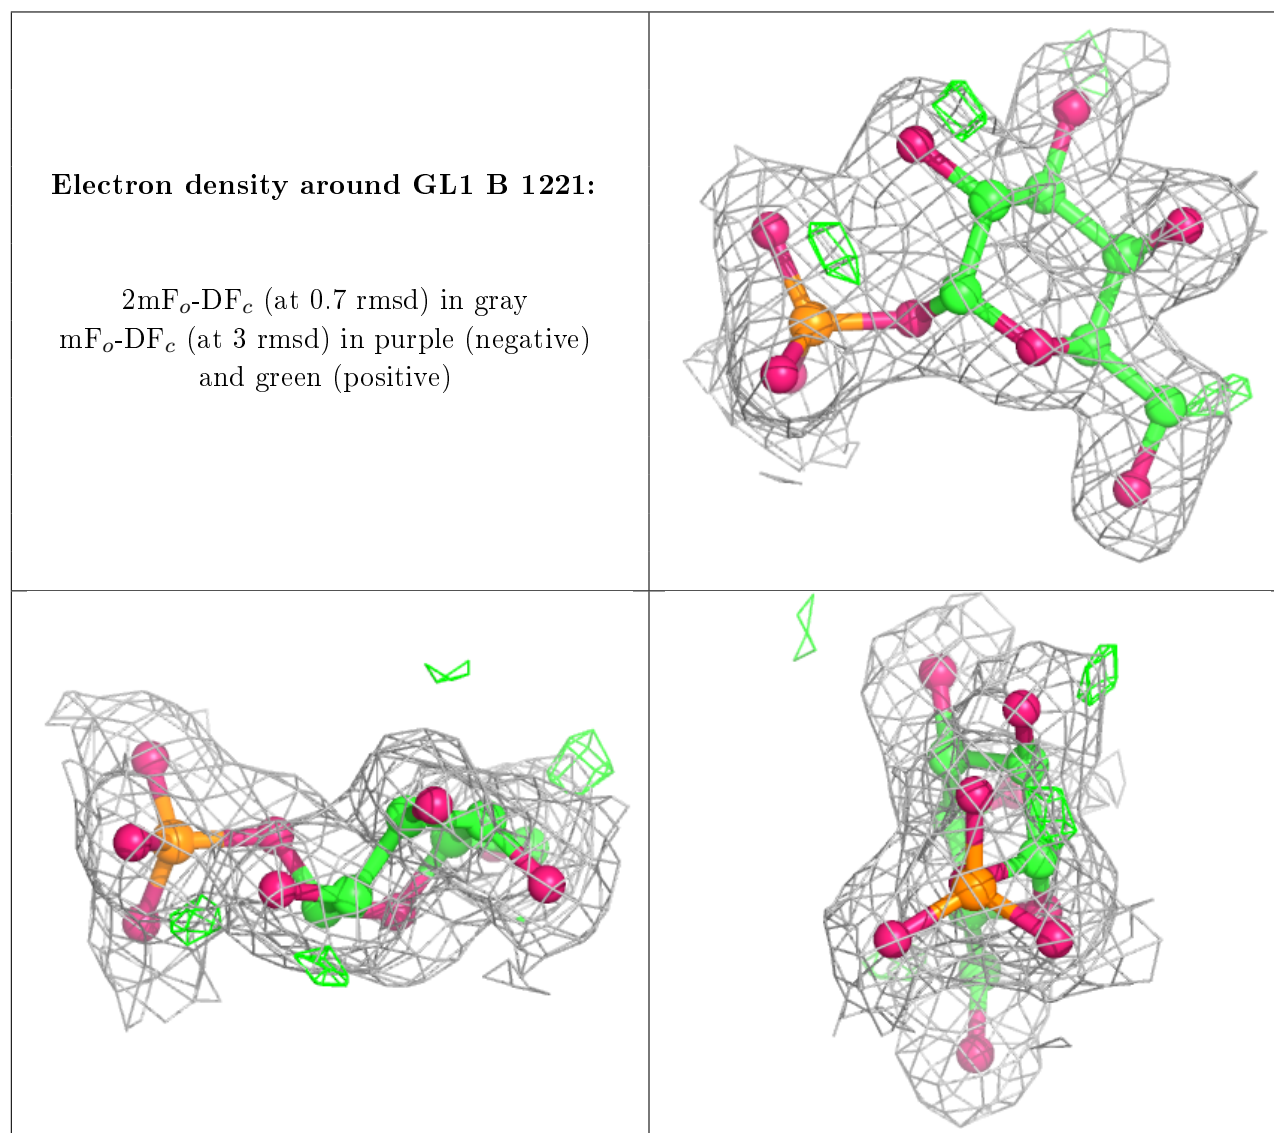 Electron density around GL1 B 1221:
2mFo-DFc (at 0.7 rmsd) in gray
mFo-DFc (at 3 rmsd) in purple (negative)
and green (positive)